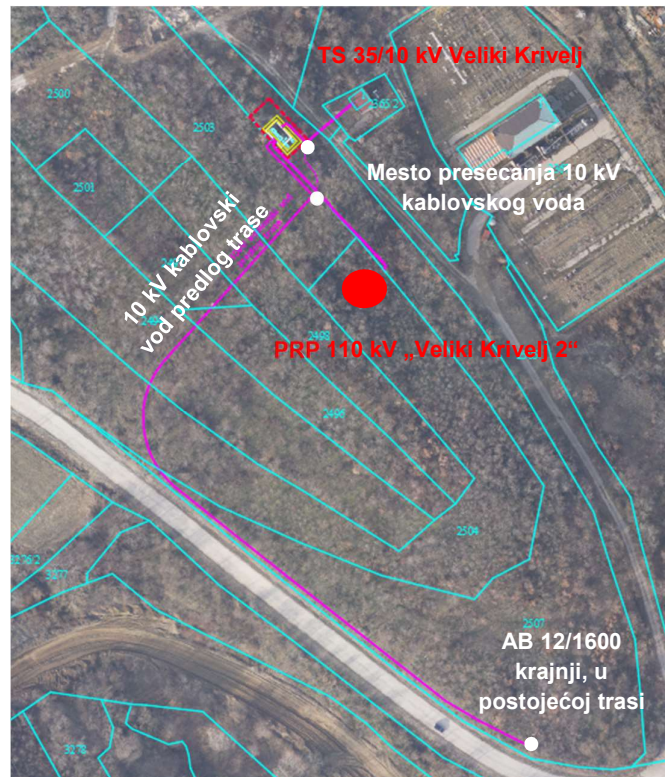 TS 35/10 kV Veliki Krivelj
2500
2503
2501
Mesto presecanja 10 kV
kablovskog voda
10 kV kablovski
vod predlog trase
PRP 110 kV „Veliki Krivelj 2“
2498
2496
2504
2507
AB 12/1600
krajnji, u
postojećoj trasi
3277
3278